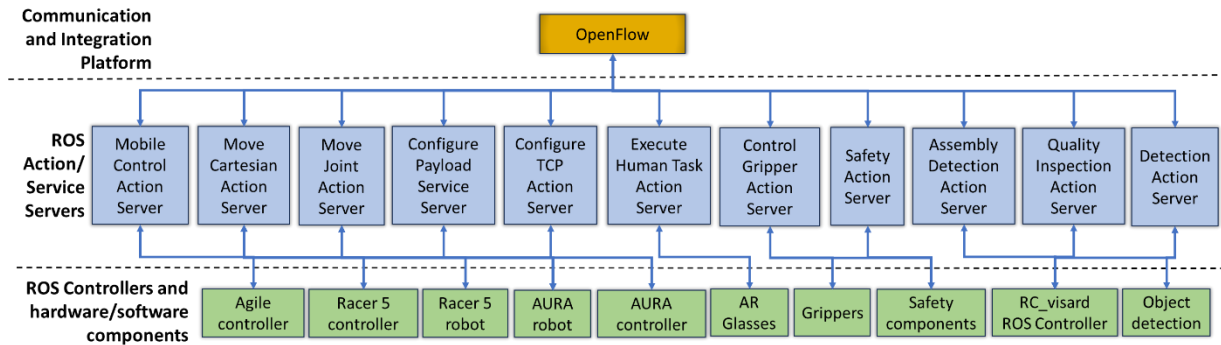 Communication
and Integration
Platform
OpenFlow
ROS
Action/
Service
Servers
Mobile
Control
Action
Server
Move
Cartesian
Action
Server
Move
Joint
Action
Server
Configure
Payload
Service
Server
Configure
TCP
Action
Server
Execute
Human Task
Action
Server
Control
Gripper
Action
Server
Safety
Action
Server
Assembly
Detection
Action
Server
Quality
Inspection
Action
Server
Detection
Action
Server
ROS Controllers and
hardware/software
components
Agile
controller
Racer 5
controller
Racer 5
robot
AURA
robot
AURA
controller
AR
Glasses
Grippers
Safety
components
RC_visard
ROS Controller
Object
detection